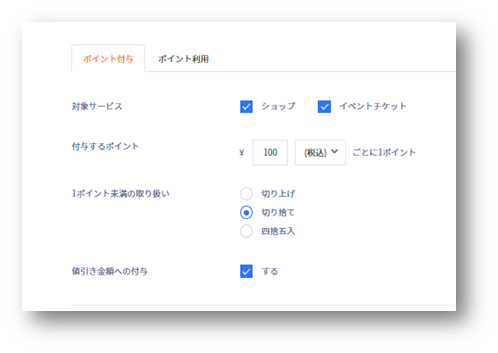 ポイント付与 ポイント利用
対象サービス ショップ イベントチケット
付与するポイント ¥ 100 (税込) ごとに1ポイント
1ポイント未満の取り扱い 切り上げ
切り捨て
四捨五入
値引き金額への付与 する